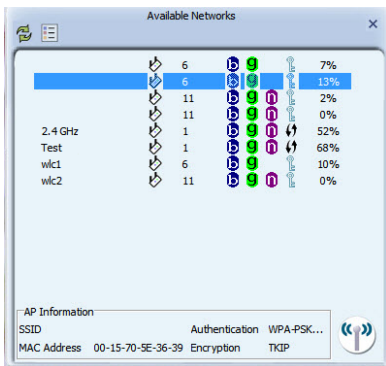 Available Networks
6 b g 7%
6 b g 13%
11 b g n 2%
11 b g n 0%
2.4 GHz 1 b g n 52%
Test 1 b g n 68%
wlc1 6 b g 10%
wlc2 11 b g n 0%
AP Information
SSID Authentication WPA-PSK...
MAC Address 00-15-70-5E-36-39 Encryption TKIP